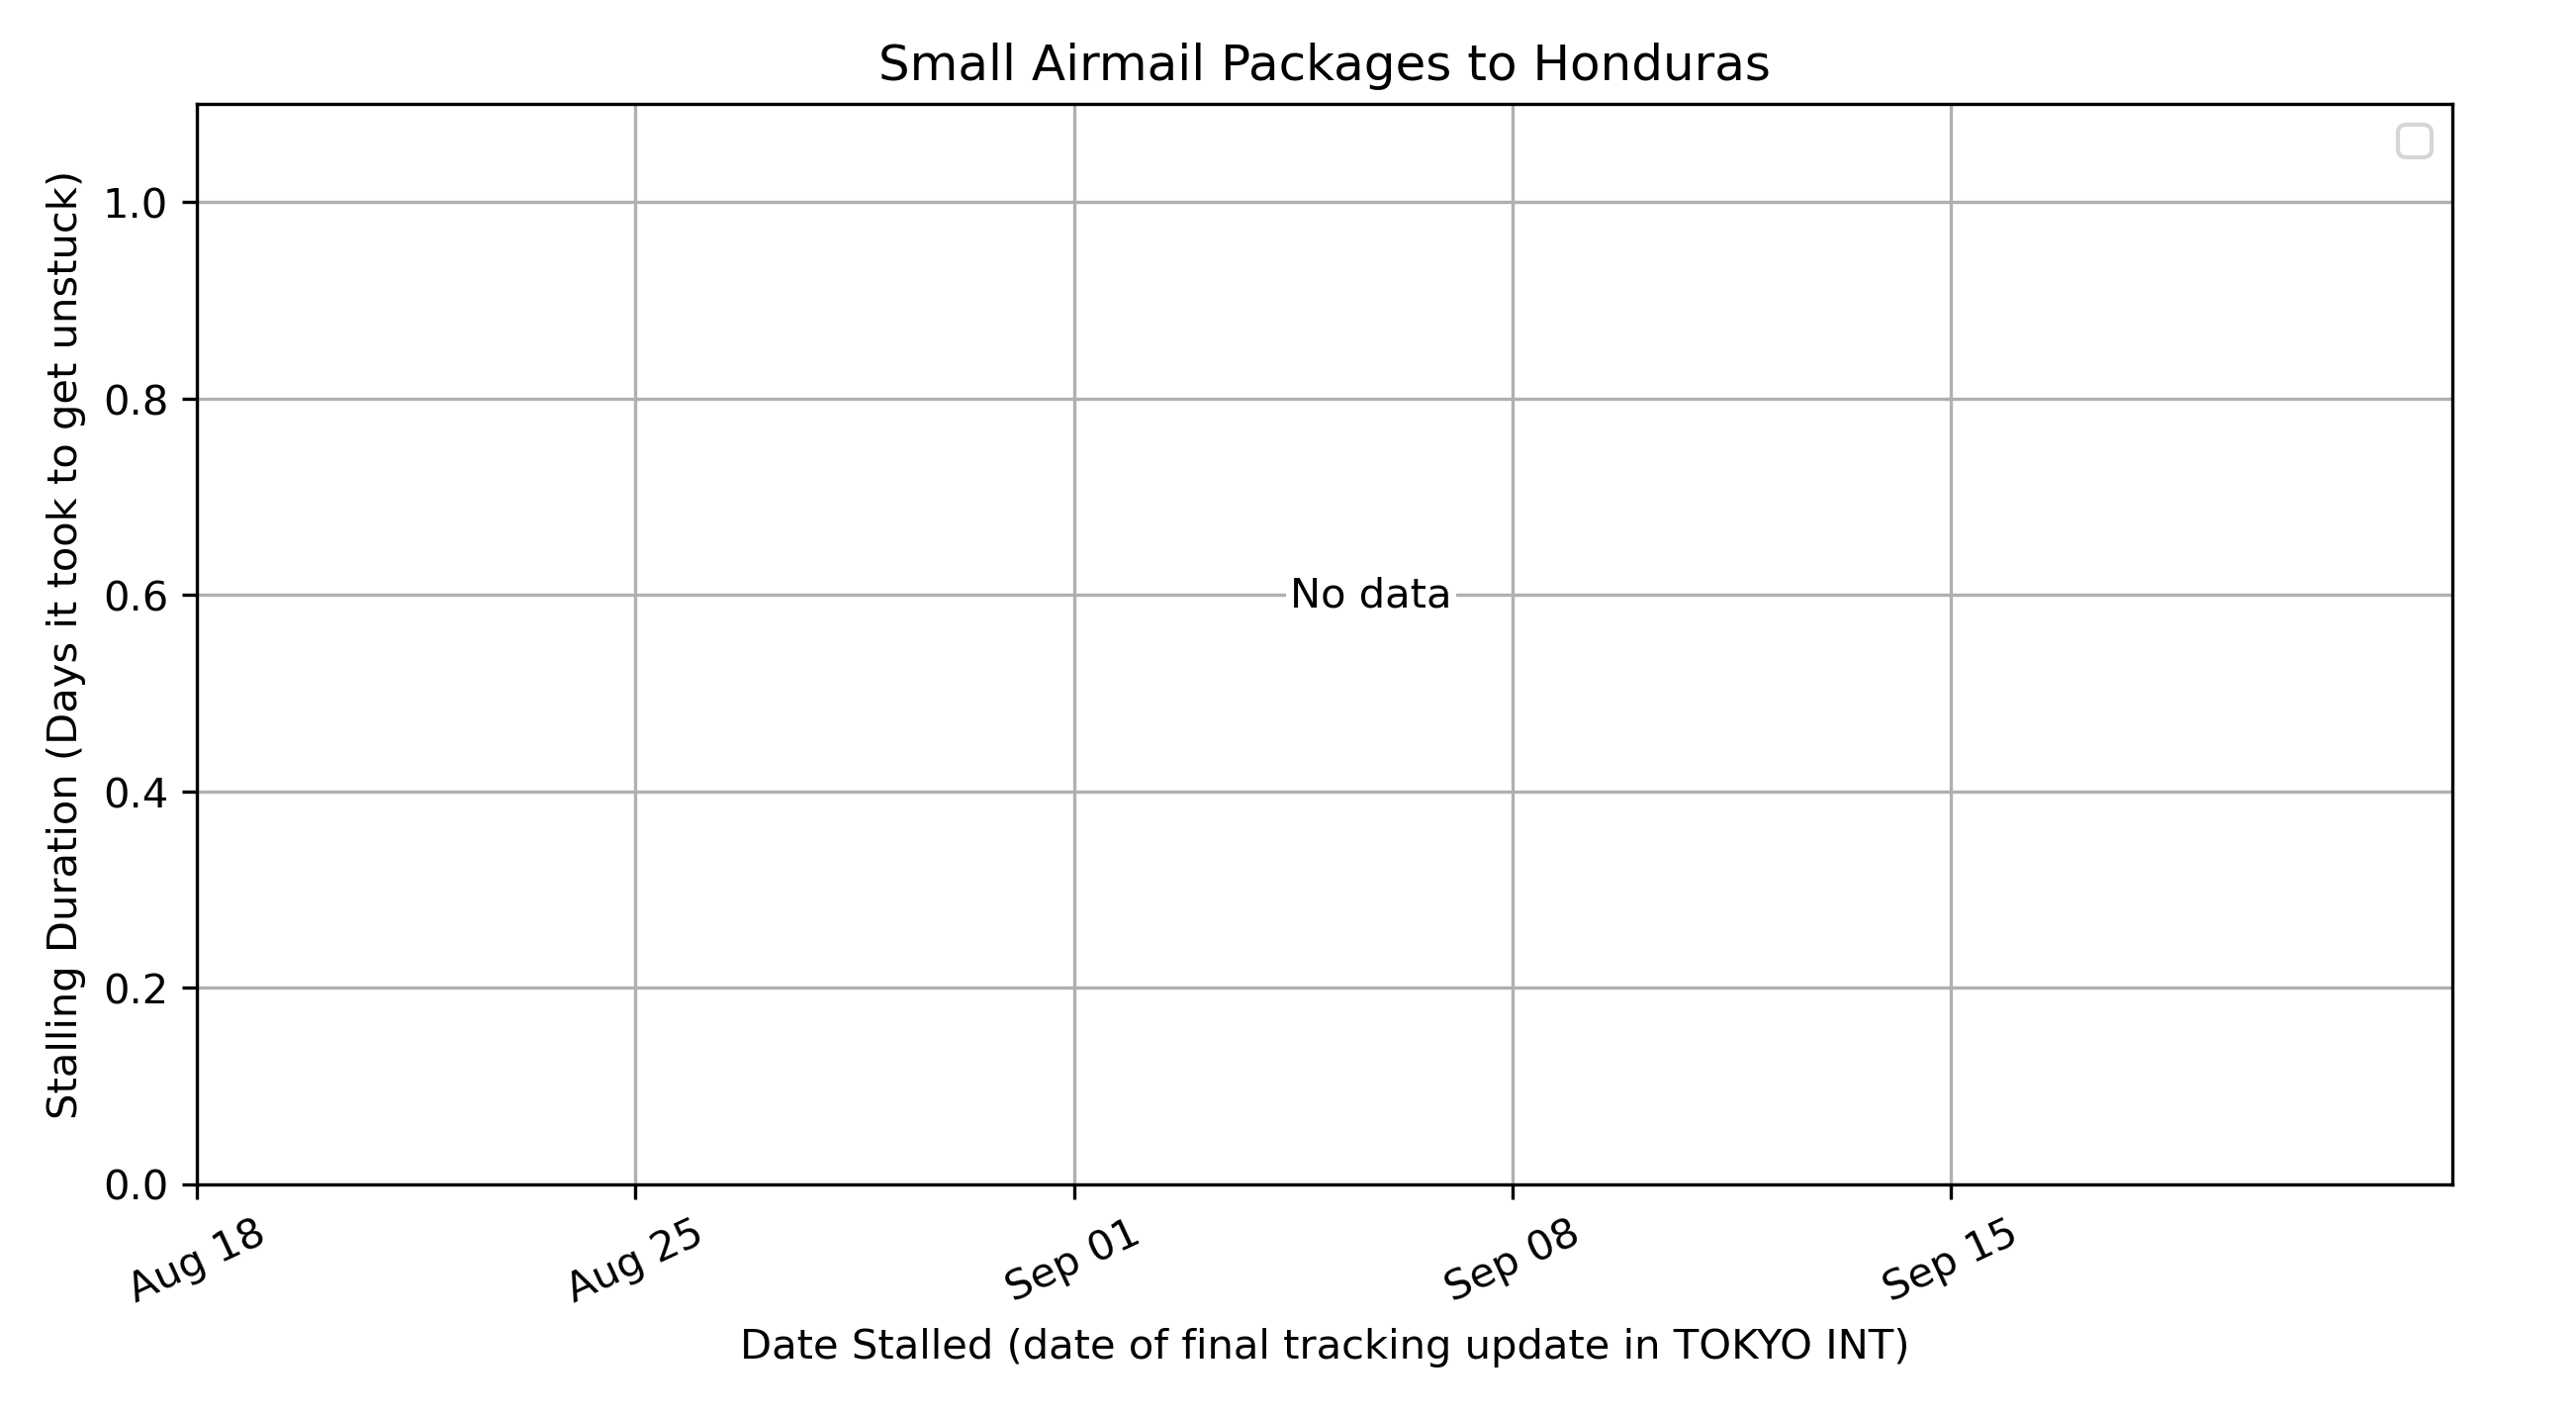 Small Airmail Packages to Honduras
Stalling Duration (Days it took to get unstuck)
1.0
0.8
0.6
0.4
0.2
0.0
No data
Aug 18
Aug 25
Sep 01
Sep 08
Sep 15
Date Stalled (date of final tracking update in TOKYO INT)